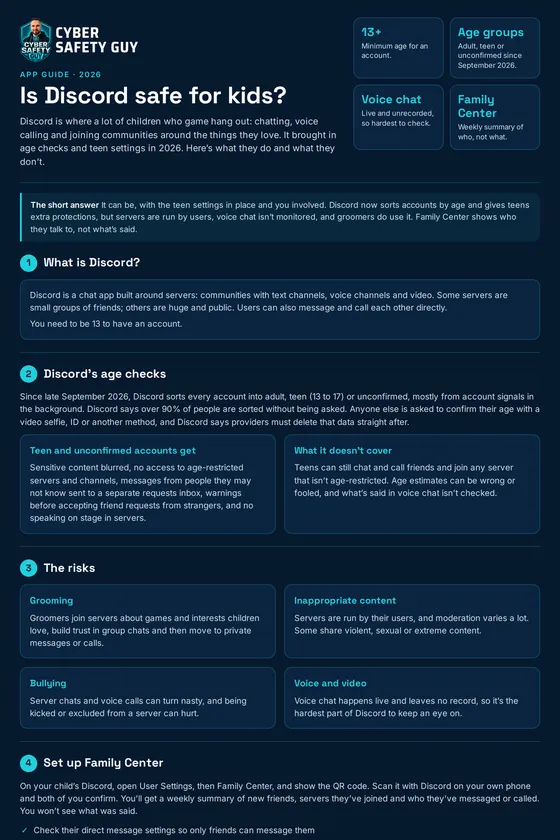 CYBER
SAFETY GUY
CYBER
SAFETY
GUY
APP GUIDE · 2026
Is Discord safe for kids?
Discord is where a lot of children who game hang out: chatting, voice
calling and joining communities around the things they love. It brought in
age checks and teen settings in 2026. Here's what they do and what they
don't.
13+
Minimum age for an
account.
Age groups
Adult, teen or
unconfirmed since
September 2026.
Voice chat
Live and unrecorded,
so hardest to check.
Family
Center
Weekly summary of
who, not what.
The short answer It can be, with the teen settings in place and you involved. Discord now sorts accounts by age and gives teens
extra protections, but servers are run by users, voice chat isn't monitored, and groomers do use it. Family Center shows who
they talk to, not what's said.
1 What is Discord?
Discord is a chat app built around servers: communities with text channels, voice channels and video. Some servers are
small groups of friends; others are huge and public. Users can also message and call each other directly.
You need to be 13 to have an account.
2 Discord's age checks
Since late September 2026, Discord sorts every account into adult, teen (13 to 17) or unconfirmed, mostly from account signals in
the background. Discord says over 90% of people are sorted without being asked. Anyone else is asked to confirm their age with a
video selfie, ID or another method, and Discord says providers must delete that data straight after.
Teen and unconfirmed accounts get
Sensitive content blurred, no access to age-restricted
servers and channels, messages from people they may
not know sent to a separate requests inbox, warnings
before accepting friend requests from strangers, and no
speaking on stage in servers.
What it doesn't cover
Teens can still chat and call friends and join any server
that isn't age-restricted. Age estimates can be wrong or
fooled, and what's said in voice chat isn't checked.
3 The risks
Grooming
Groomers join servers about games and interests children
love, build trust in group chats and then move to private
messages or calls.
Inappropriate content
Servers are run by their users, and moderation varies a lot.
Some share violent, sexual or extreme content.
Bullying
Server chats and voice calls can turn nasty, and being
kicked or excluded from a server can hurt.
Voice and video
Voice chat happens live and leaves no record, so it's the
hardest part of Discord to keep an eye on.
4 Set up Family Center
On your child's Discord, open User Settings, then Family Center, and show the QR code. Scan it with Discord on your own phone
and both of you confirm. You'll get a weekly summary of new friends, servers they've joined and who they've messaged or called.
You won't see what was said.
✓ Check their direct message settings so only friends can message them